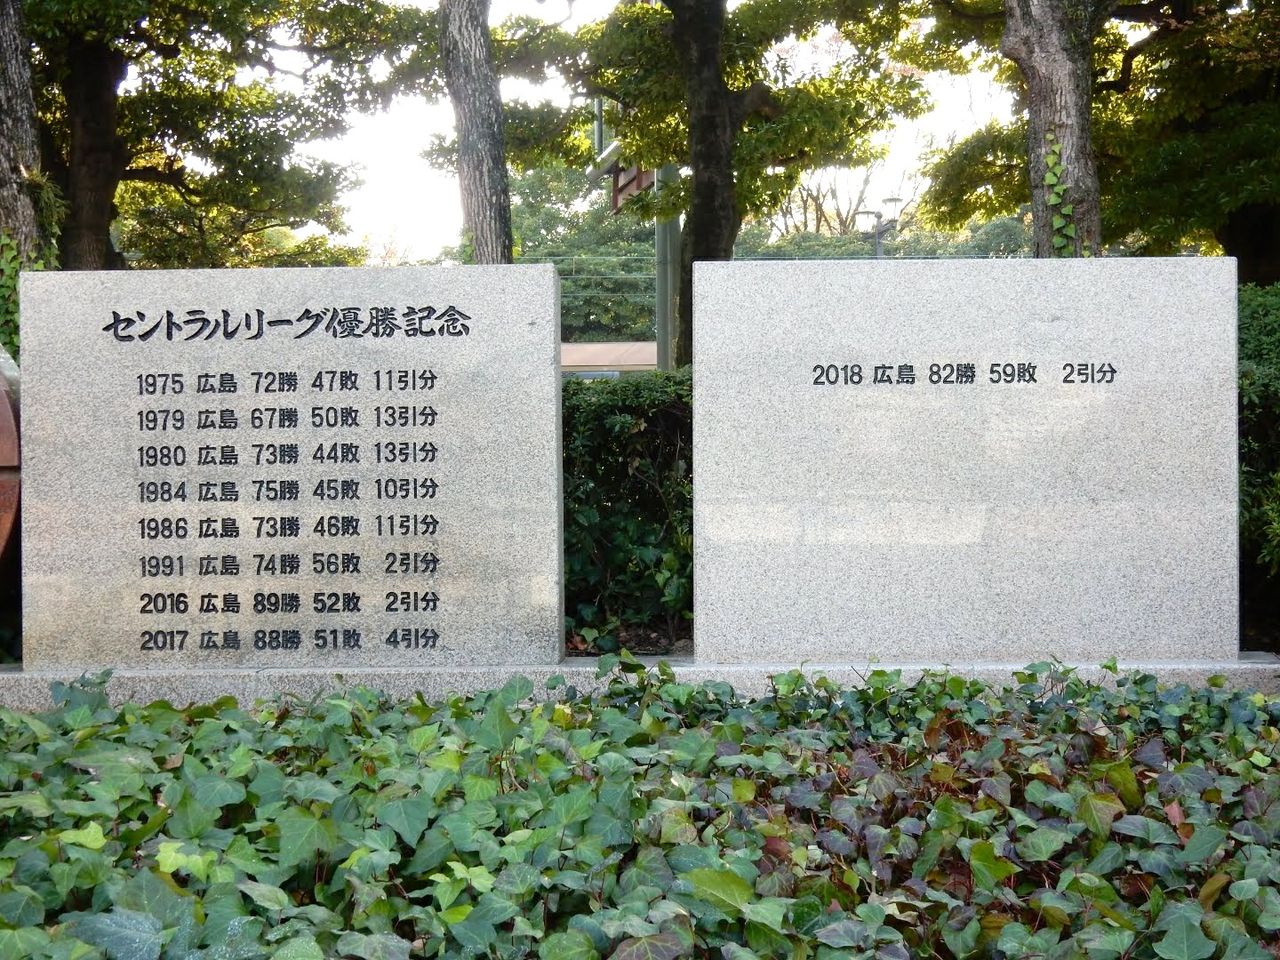 セントラルリーグ優勝記念
1975 広島 72勝 47敗 11引分
1979 広島 67勝 50敗 13引分
1980 広島 73勝 44敗 13引分
1984 広島 75勝 45敗 10引分
1986 広島 73勝 46敗 11引分
1991 広島 74勝 56敗 2引分
2016 広島 89勝 52敗 2引分
2017 広島 88勝 51敗 4引分
2018 広島 82勝 59敗 2引分